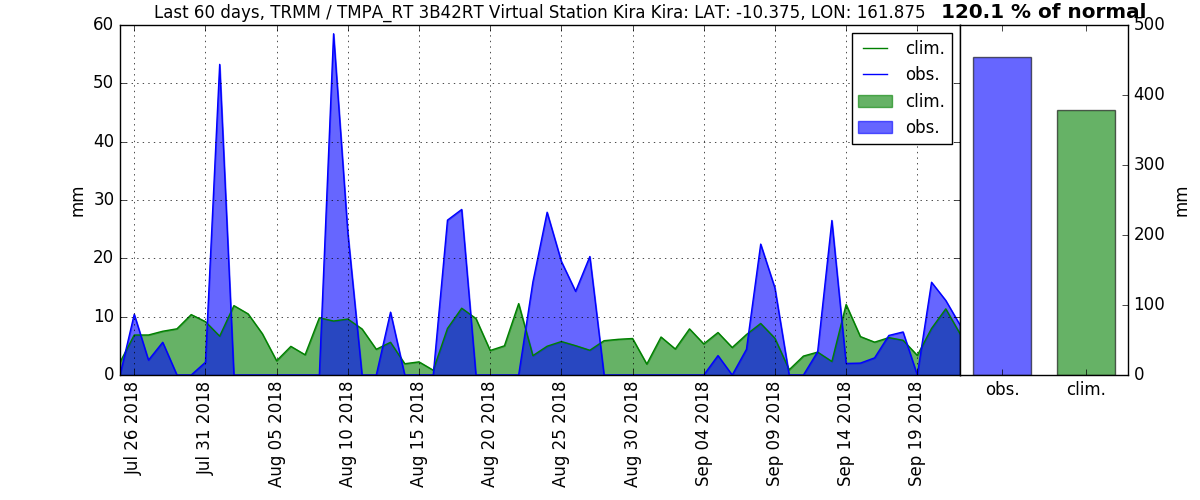 Last 60 days, TRMM / TMPA_RT 3B42RT Virtual Station Kira Kira: LAT: -10.375, LON: 161.875 120.1 % of normal
60
50
40
30
20
10
0
mm
clim.
obs.
clim.
obs.
500
400
300
200
100
0
mm
obs. clim.
Jul 26 2018
Jul 31 2018
Aug 05 2018
Aug 10 2018
Aug 15 2018
Aug 20 2018
Aug 25 2018
Aug 30 2018
Sep 04 2018
Sep 09 2018
Sep 14 2018
Sep 19 2018